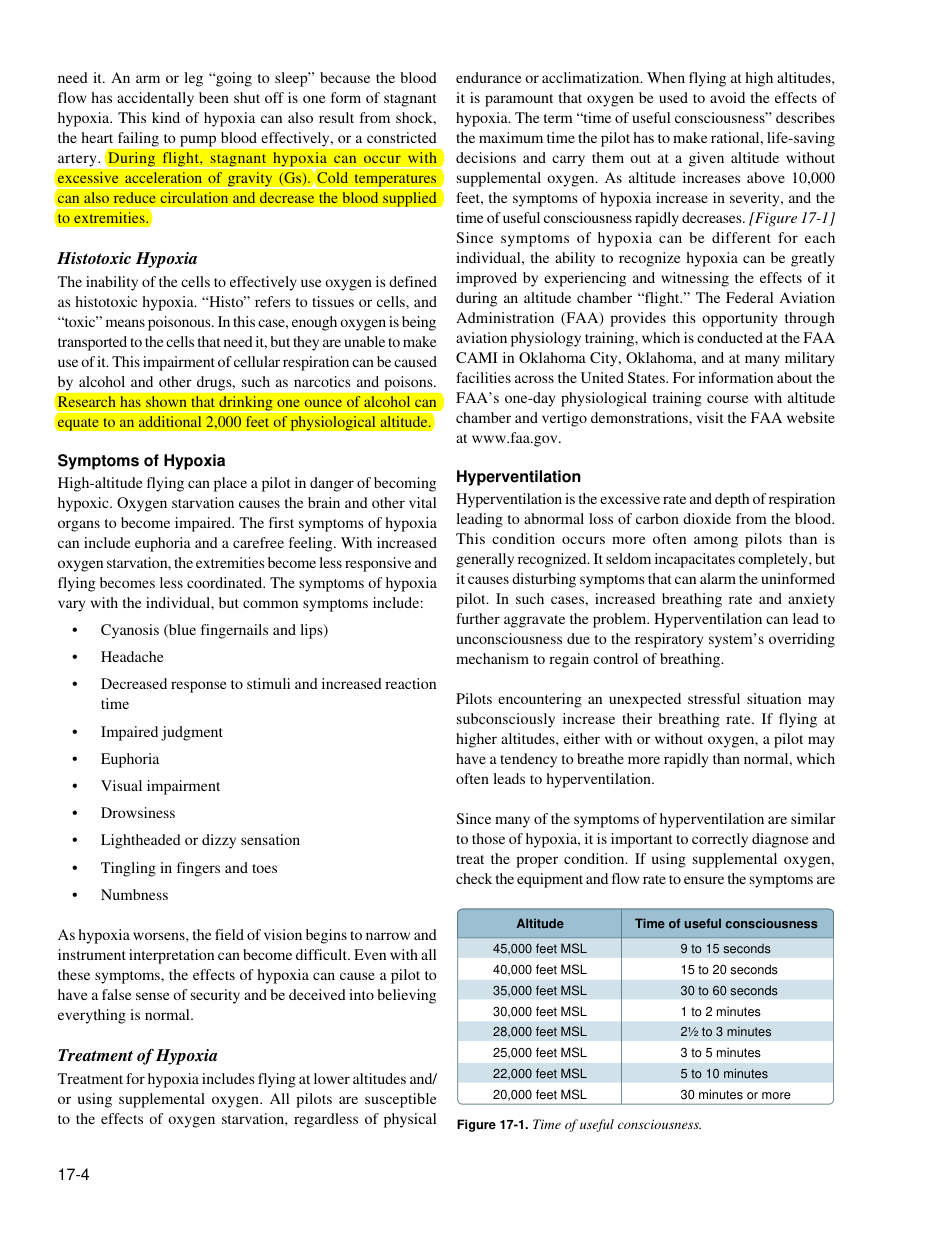 need it. An arm or leg “going to sleep” because the blood
flow has accidentally been shut off is one form of stagnant
hypoxia. This kind of hypoxia can also result from shock,
the heart failing to pump blood effectively, or a constricted
artery. During flight, stagnant hypoxia can occur with
excessive acceleration of gravity (Gs). Cold temperatures
can also reduce circulation and decrease the blood supplied
to extremities.
Histotoxic Hypoxia
The inability of the cells to effectively use oxygen is defined
as histotoxic hypoxia. “Histo” refers to tissues or cells, and
“toxic” means poisonous. In this case, enough oxygen is being
transported to the cells that need it, but they are unable to make
use of it. This impairment of cellular respiration can be caused
by alcohol and other drugs, such as narcotics and poisons.
Research has shown that drinking one ounce of alcohol can
equate to an additional 2,000 feet of physiological altitude.
Symptoms of Hypoxia
High-altitude flying can place a pilot in danger of becoming
hypoxic. Oxygen starvation causes the brain and other vital
organs to become impaired. The first symptoms of hypoxia
can include euphoria and a carefree feeling. With increased
oxygen starvation, the extremities become less responsive and
flying becomes less coordinated. The symptoms of hypoxia
vary with the individual, but common symptoms include:
• Cyanosis (blue fingernails and lips)
• Headache
• Decreased response to stimuli and increased reaction
time
• Impaired judgment
• Euphoria
• Visual impairment
• Drowsiness
• Lightheaded or dizzy sensation
• Tingling in fingers and toes
• Numbness
As hypoxia worsens, the field of vision begins to narrow and
instrument interpretation can become difficult. Even with all
these symptoms, the effects of hypoxia can cause a pilot to
have a false sense of security and be deceived into believing
everything is normal.
Treatment of Hypoxia
Treatment for hypoxia includes flying at lower altitudes and/
or using supplemental oxygen. All pilots are susceptible
to the effects of oxygen starvation, regardless of physical
endurance or acclimatization. When flying at high altitudes,
it is paramount that oxygen be used to avoid the effects of
hypoxia. The term “time of useful consciousness” describes
the maximum time the pilot has to make rational, life-saving
decisions and carry them out at a given altitude without
supplemental oxygen. As altitude increases above 10,000
feet, the symptoms of hypoxia increase in severity, and the
time of useful consciousness rapidly decreases. [Figure 17-1]
Since symptoms of hypoxia can be different for each
individual, the ability to recognize hypoxia can be greatly
improved by experiencing and witnessing the effects of it
during an altitude chamber “flight.” The Federal Aviation
Administration (FAA) provides this opportunity through
aviation physiology training, which is conducted at the FAA
CAMI in Oklahoma City, Oklahoma, and at many military
facilities across the United States. For information about the
FAA’s one-day physiological training course with altitude
chamber and vertigo demonstrations, visit the FAA website
at www.faa.gov.
Hyperventilation
Hyperventilation is the excessive rate and depth of respiration
leading to abnormal loss of carbon dioxide from the blood.
This condition occurs more often among pilots than is
generally recognized. It seldom incapacitates completely, but
it causes disturbing symptoms that can alarm the uninformed
pilot. In such cases, increased breathing rate and anxiety
further aggravate the problem. Hyperventilation can lead to
unconsciousness due to the respiratory system’s overriding
mechanism to regain control of breathing.
Pilots encountering an unexpected stressful situation may
subconsciously increase their breathing rate. If flying at
higher altitudes, either with or without oxygen, a pilot may
have a tendency to breathe more rapidly than normal, which
often leads to hyperventilation.
Since many of the symptoms of hyperventilation are similar
to those of hypoxia, it is important to correctly diagnose and
treat the proper condition. If using supplemental oxygen,
check the equipment and flow rate to ensure the symptoms are
Altitude Time of useful consciousness
45,000 feet MSL 9 to 15 seconds
40,000 feet MSL 15 to 20 seconds
35,000 feet MSL 30 to 60 seconds
30,000 feet MSL 1 to 2 minutes
28,000 feet MSL 2½ to 3 minutes
25,000 feet MSL 3 to 5 minutes
22,000 feet MSL 5 to 10 minutes
20,000 feet MSL 30 minutes or more
Figure 17-1. Time of useful consciousness.
17-4